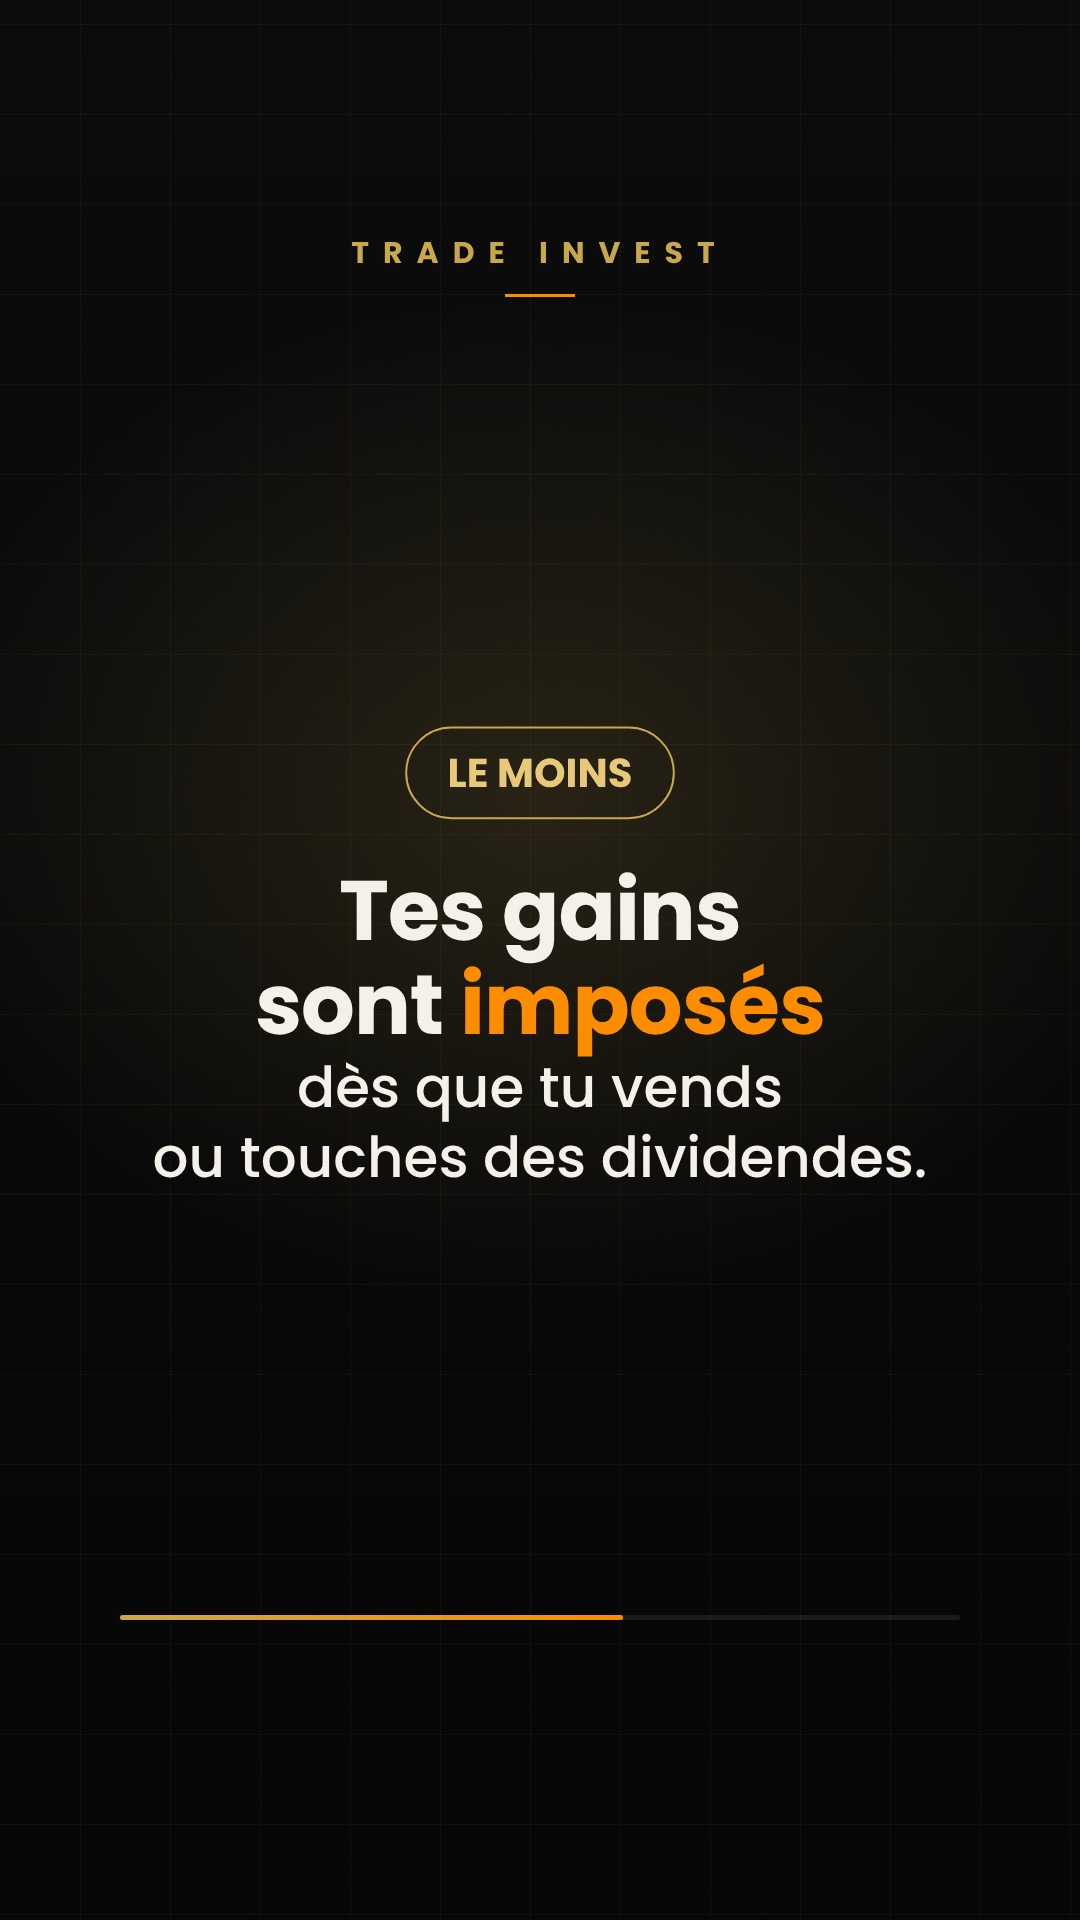 TRADE INVEST
LE MOINS
Tes gains
sont imposés
dès que tu vends
ou touches des dividendes.